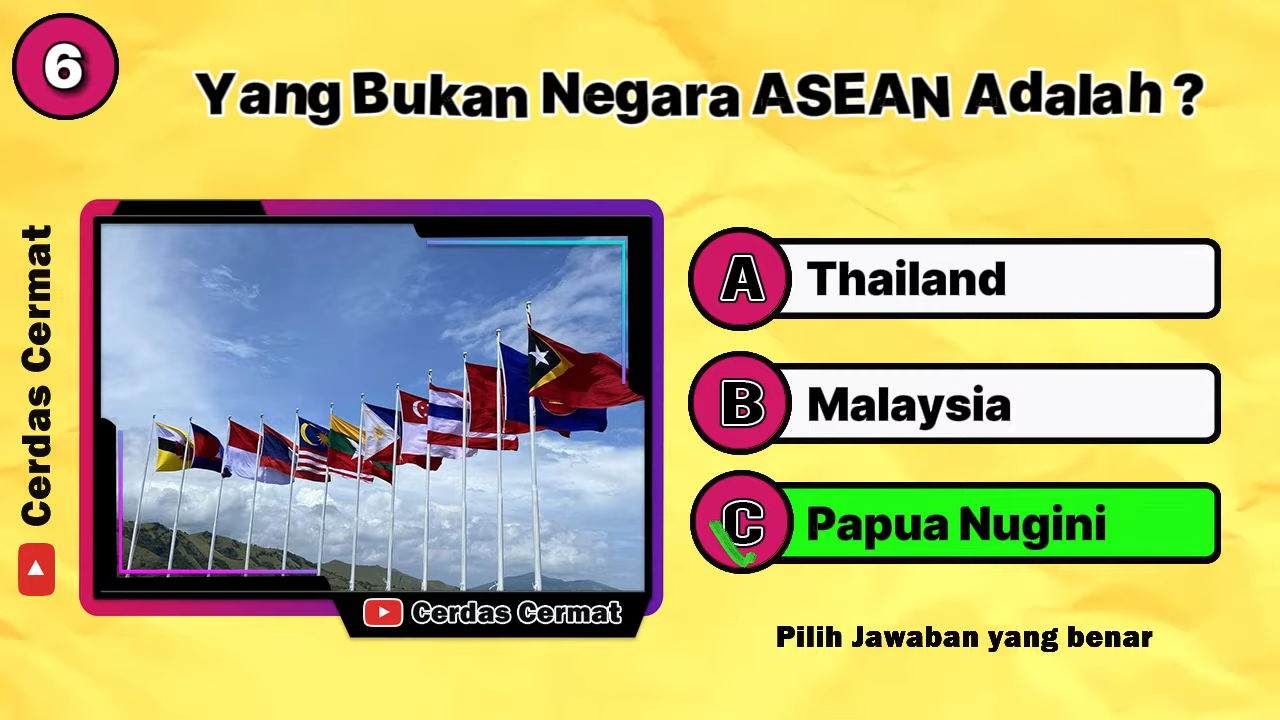 6
Yang Bukan Negara ASEAN Adalah ?
Cerdas Cermat
A Thailand
B Malaysia
C Papua Nugini
Cerdas Cermat
Pilih Jawaban yang benar